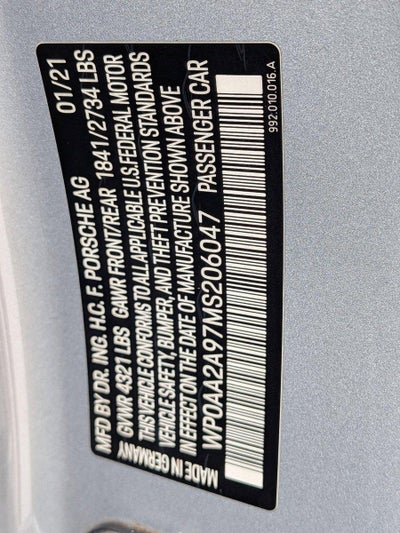 MFD BY DR. ING. H.C. F. PORSCHE AG 01/21
GVWR 4321 LBS GAWR FRONT/REAR 1841/2734 LBS
THIS VEHICLE CONFORMS TO ALL APPLICABLE U.S. FEDERAL MOTOR
VEHICLE SAFETY, BUMPER, AND THEFT PREVENTION STANDARDS
IN EFFECT ON THE DATE OF MANUFACTURE SHOWN ABOVE
WP0AA2A97MS206047 PASSENGER CAR
MADE IN GERMANY
992.010.016.A